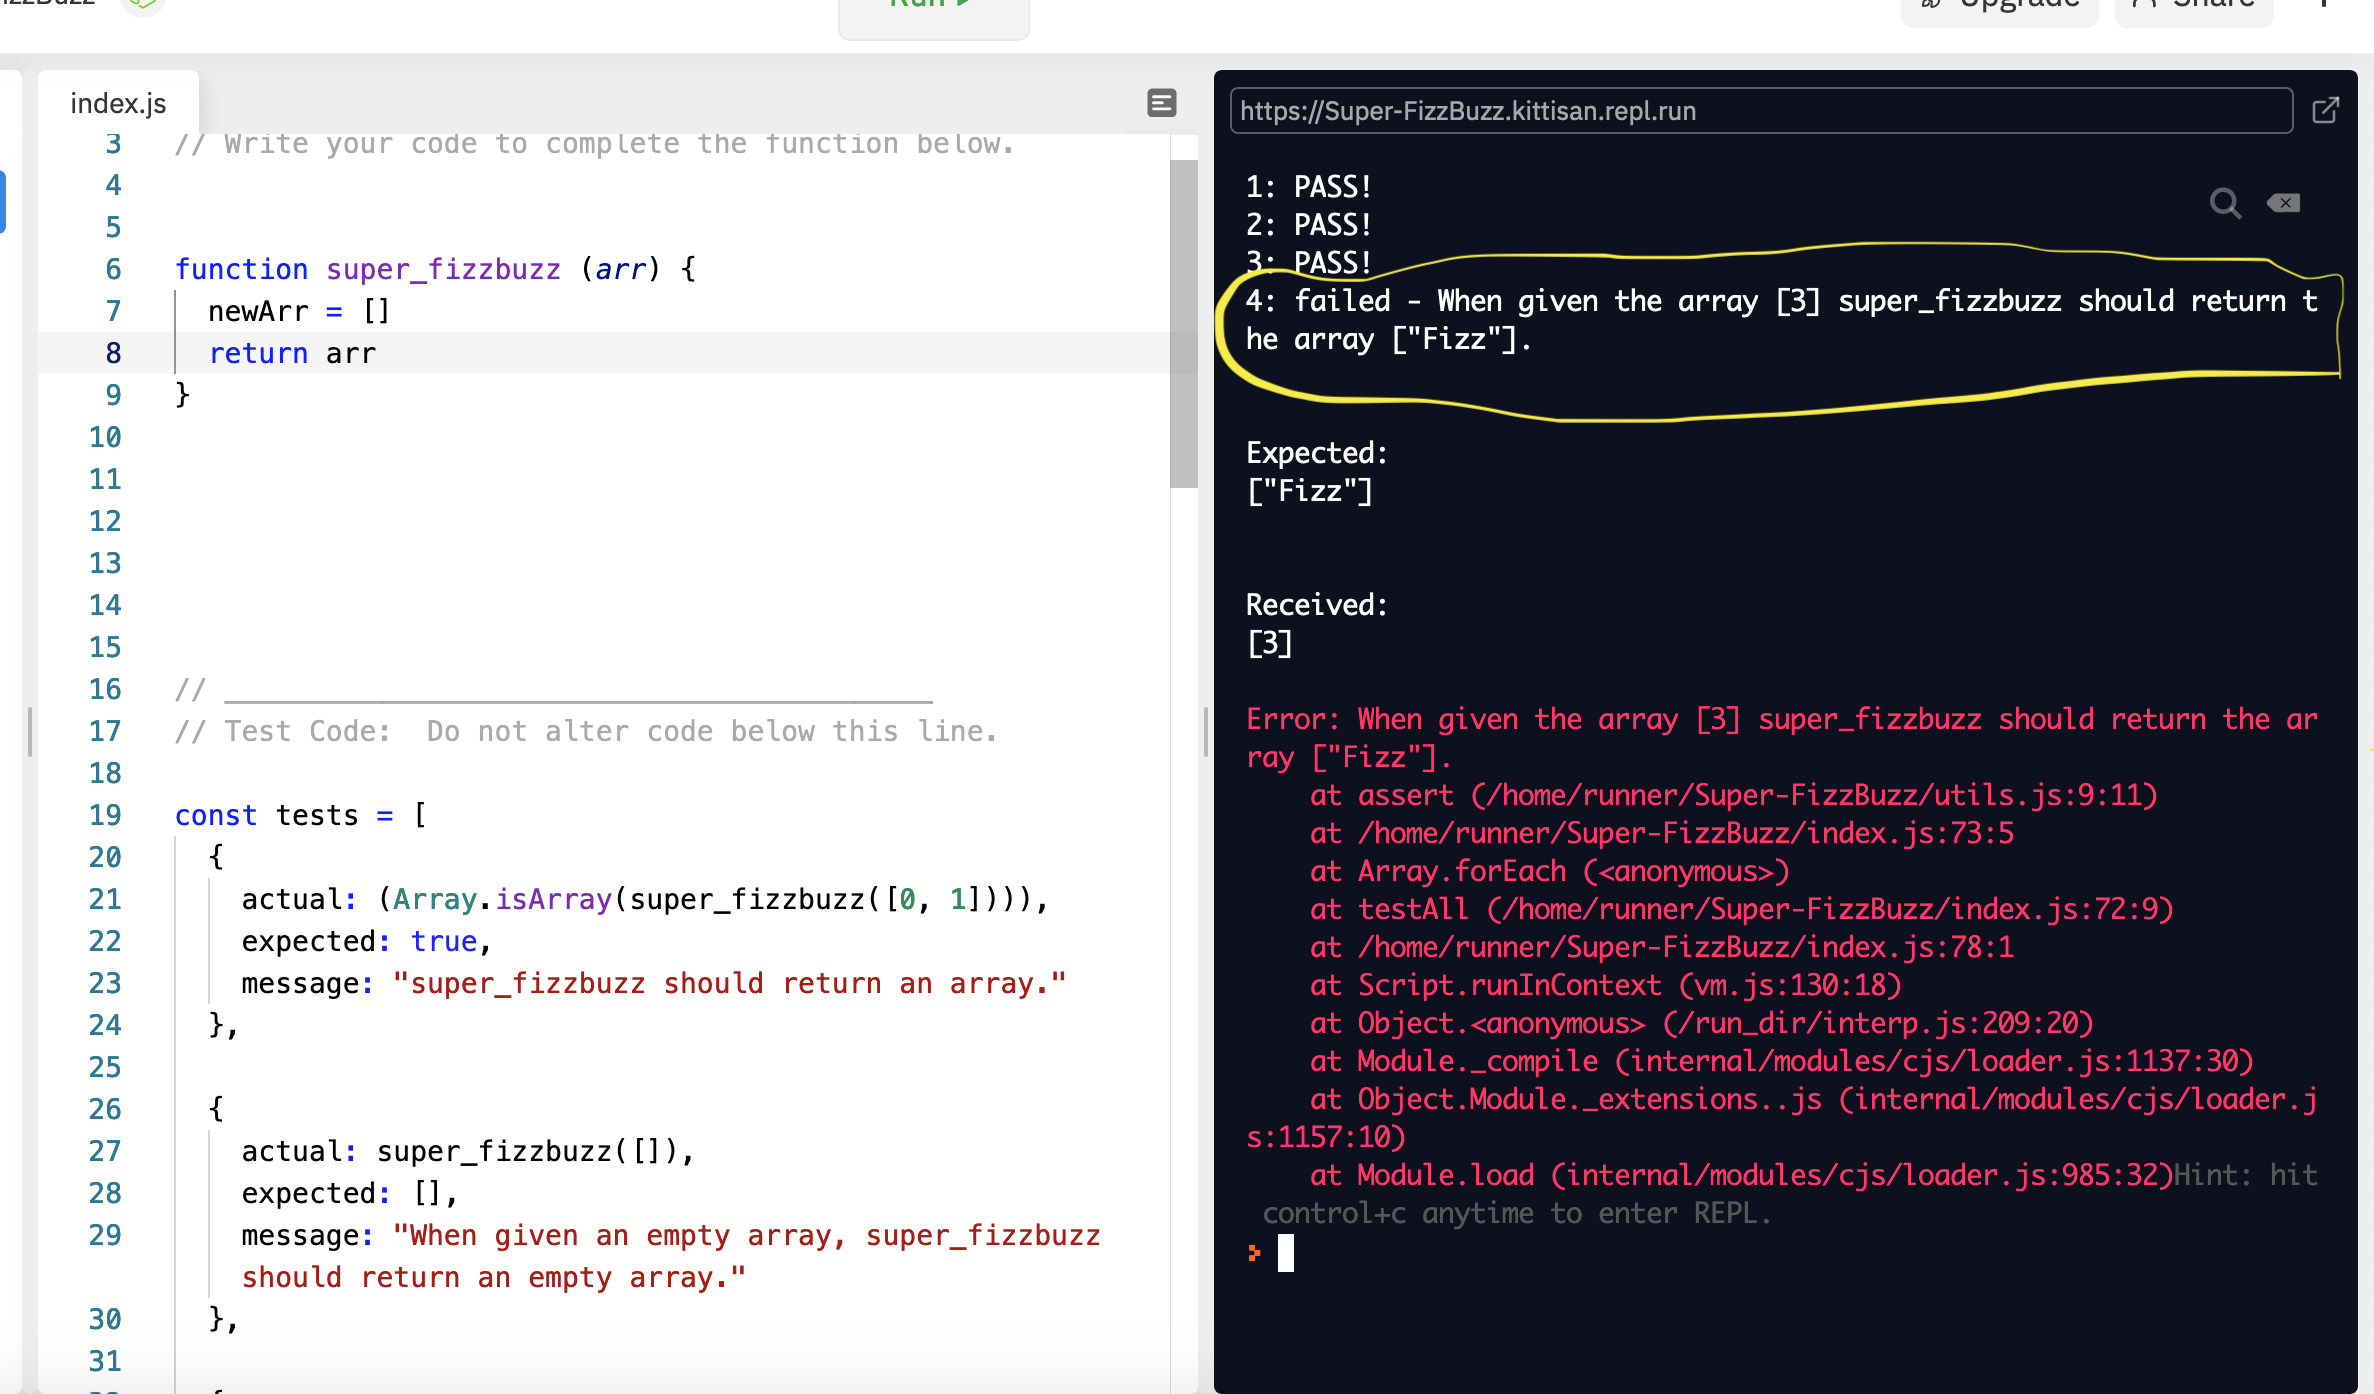 Run
Upgrade
Share
index.js
3 // Write your code to complete the function below.
4
5
6 function super_fizzbuzz (arr) {
7 newArr = []
8 return arr
9 }
10
11
12
13
14
15
16 // __________________________________________
17 // Test Code:  Do not alter code below this line.
18
19 const tests = [
20 {
21 actual: (Array.isArray(super_fizzbuzz([0, 1]))),
22 expected: true,
23 message: "super_fizzbuzz should return an array."
24 },
25
26 {
27 actual: super_fizzbuzz([]),
28 expected: [],
29 message: "When given an empty array, super_fizzbuzz
should return an empty array."
30 },
31
{
https://Super-FizzBuzz.kittisan.repl.run
1: PASS!
2: PASS!
3: PASS!
4: failed - When given the array [3] super_fizzbuzz should return t
he array ["Fizz"].
Expected:
["Fizz"]
Received:
[3]
Error: When given the array [3] super_fizzbuzz should return the ar
ray ["Fizz"].
at assert (/home/runner/Super-FizzBuzz/utils.js:9:11)
at /home/runner/Super-FizzBuzz/index.js:73:5
at Array.forEach (<anonymous>)
at testAll (/home/runner/Super-FizzBuzz/index.js:72:9)
at /home/runner/Super-FizzBuzz/index.js:78:1
at Script.runInContext (vm.js:130:18)
at Object.<anonymous> (/run_dir/interp.js:209:20)
at Module._compile (internal/modules/cjs/loader.js:1137:30)
at Object.Module._extensions..js (internal/modules/cjs/loader.j
s:1157:10)
at Module.load (internal/modules/cjs/loader.js:985:32)Hint: hit
control+c anytime to enter REPL.